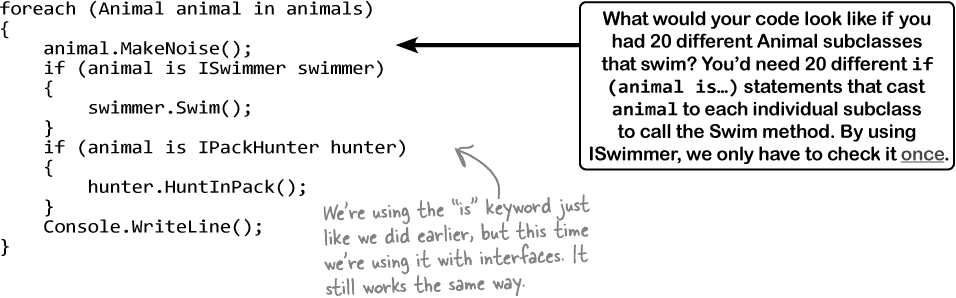 foreach (Animal animal in animals)
{
    animal.MakeNoise();
    if (animal is ISwimmer swimmer)
    {
        swimmer.Swim();
    }
    if (animal is IPackHunter hunter)
    {
        hunter.HuntInPack();
    }
    Console.WriteLine();
}
What would your code look like if you
had 20 different Animal subclasses
that swim? You’d need 20 different if
(animal is…) statements that cast
animal to each individual subclass
to call the Swim method. By using
ISwimmer, we only have to check it once.
We’re using the “is” keyword just
like we did earlier, but this time
we’re using it with interfaces. It
still works the same way.